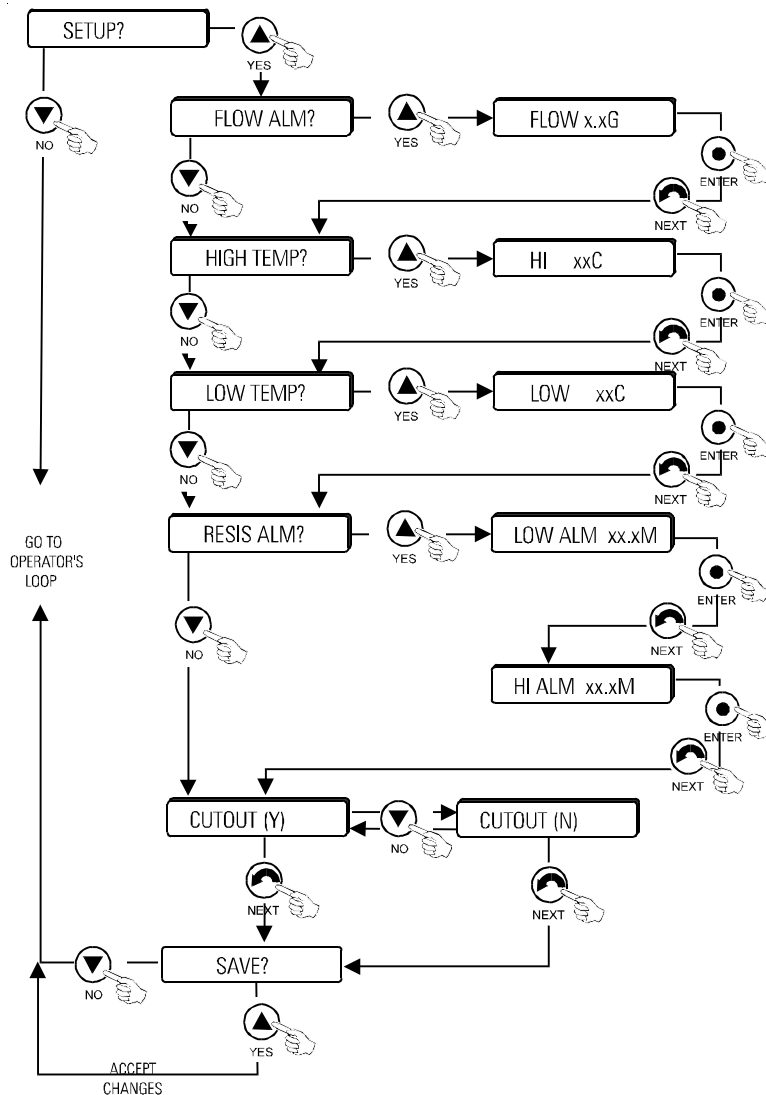 SETUP?
YES
NO
FLOW ALM?
YES
FLOW x.xG
ENTER
NEXT
NO
HIGH TEMP?
YES
HI xxC
ENTER
NEXT
NO
LOW TEMP?
YES
LOW xxC
ENTER
NEXT
NO
RESIS ALM?
YES
LOW ALM xx.xM
ENTER
NEXT
GO TO
OPERATOR'S
LOOP
NO
HI ALM xx.xM
ENTER
NEXT
CUTOUT (Y)
NO
CUTOUT (N)
NEXT
NEXT
SAVE?
NO
YES
ACCEPT
CHANGES